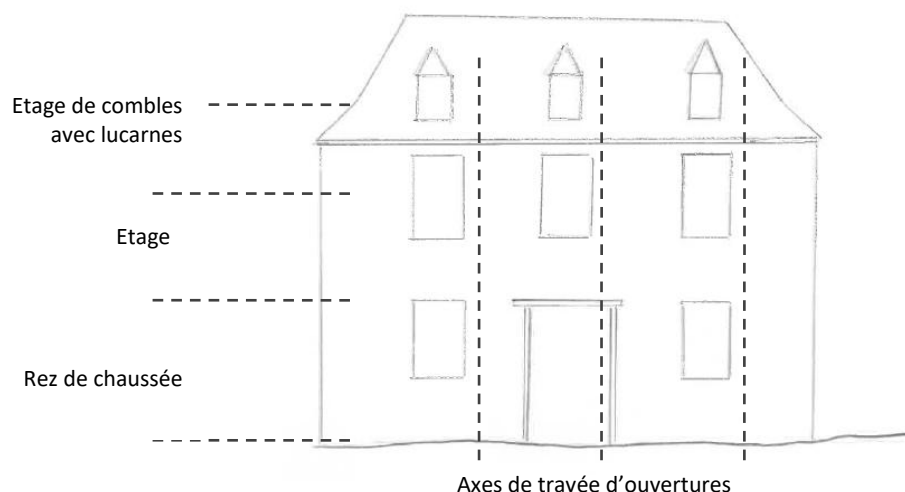 Etage de combles
avec lucarnes
Etage
Rez de chaussée
Axes de travée d’ouvertures